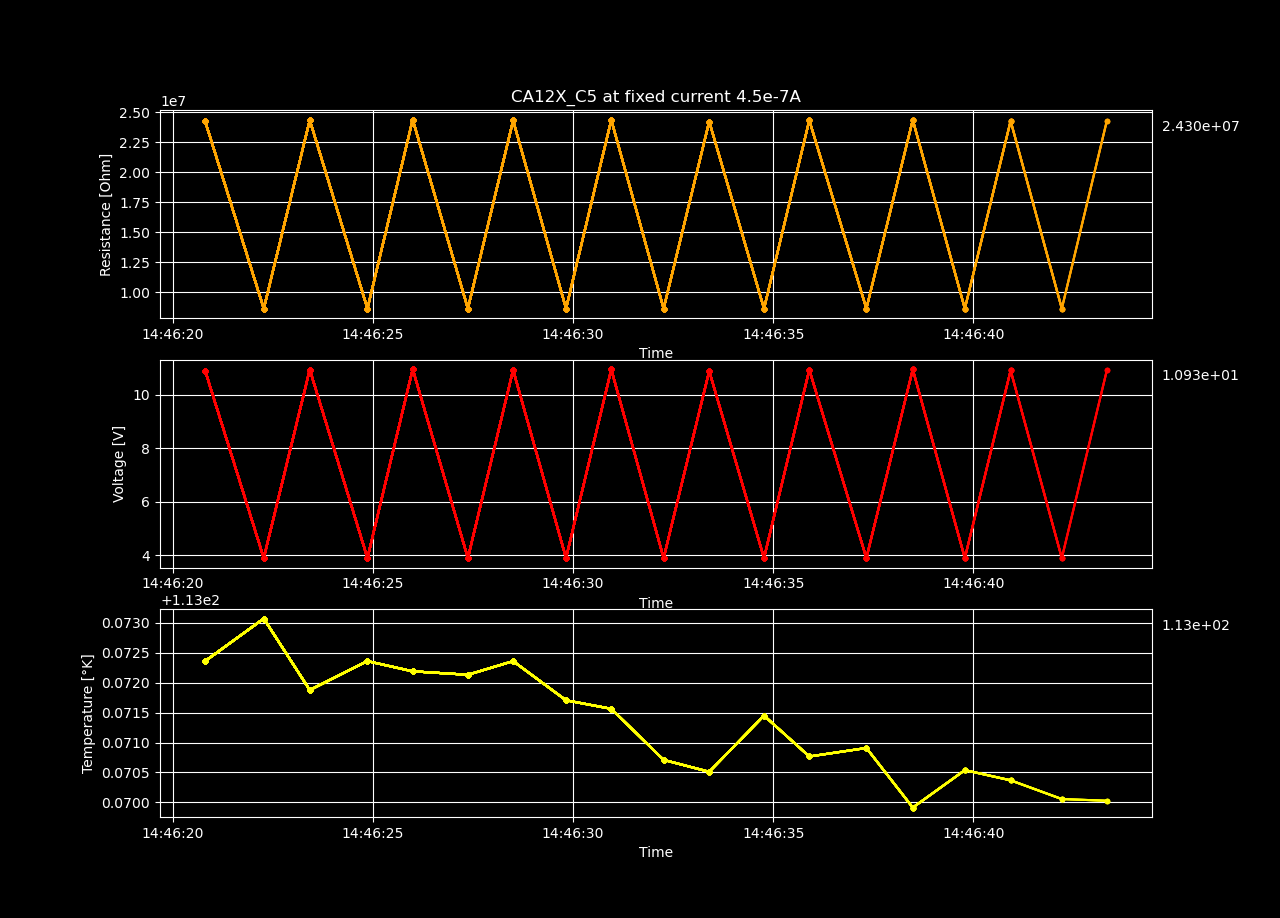 CA12X_C5 at fixed current 4.5e-7A
1e7
2.50
2.25
2.00
1.75
1.50
1.25
1.00
Resistance [Ohm]
2.430e+07
14:46:20 14:46:25 14:46:30 14:46:35 14:46:40
Time
10
8
6
4
Voltage [V]
1.093e+01
14:46:20 14:46:25 14:46:30 14:46:35 14:46:40
Time
+1.13e2
0.0730
0.0725
0.0720
0.0715
0.0710
0.0705
0.0700
Temperature [°K]
1.13e+02
14:46:20 14:46:25 14:46:30 14:46:35 14:46:40
Time